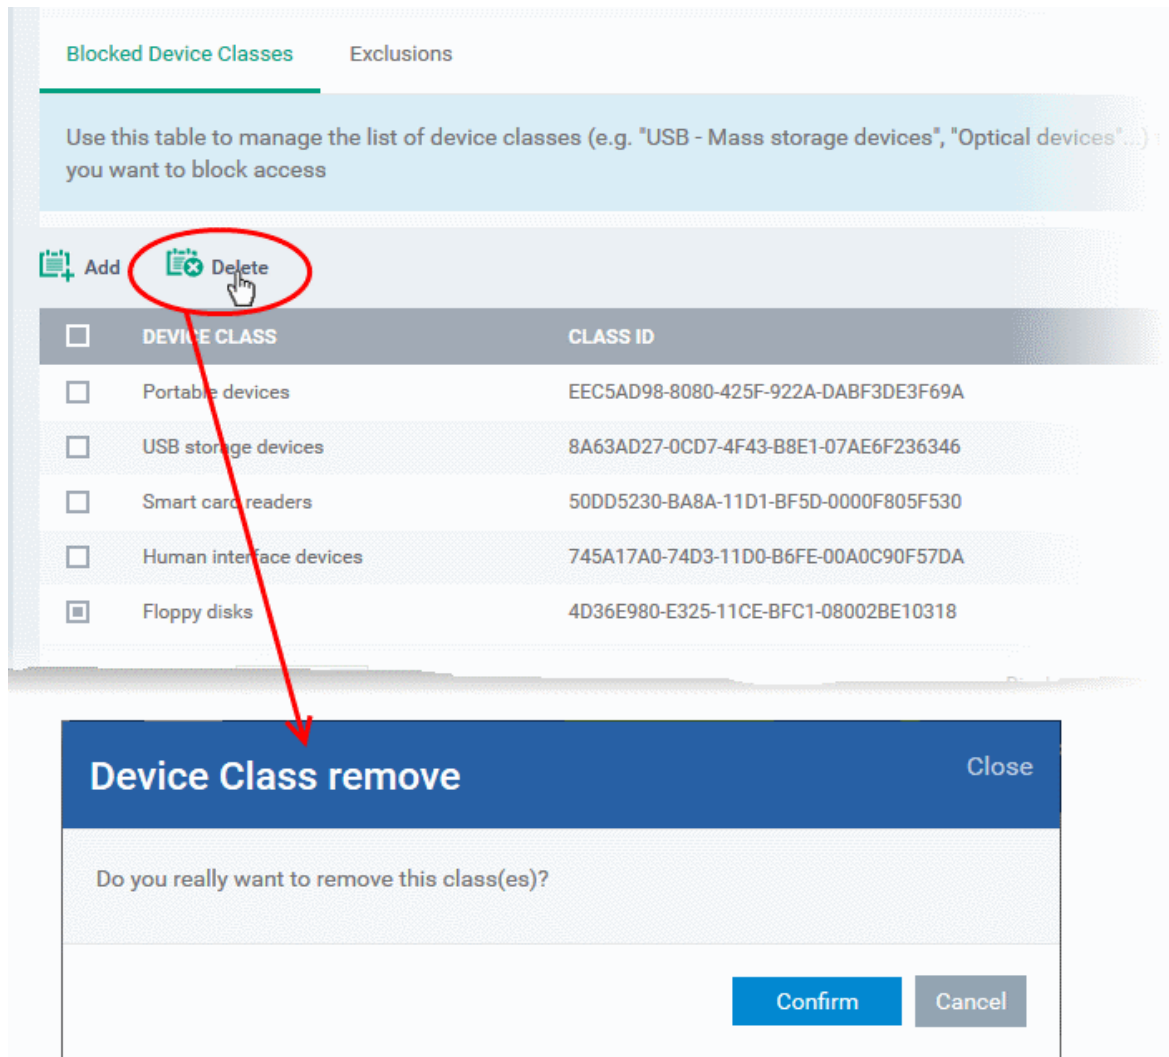 Blocked Device Classes Exclusions
Use this table to manage the list of device classes (e.g. "USB - Mass storage devices", "Optical devices"...)
you want to block access
Add Delete
DEVICE CLASS CLASS ID
Portable devices EEC5AD98-8080-425F-922A-DABF3DE3F69A
USB storage devices 8A63AD27-0CD7-4F43-B8E1-07AE6F236346
Smart card readers 50DD5230-BA8A-11D1-BF5D-0000F805F530
Human interface devices 745A17A0-74D3-11D0-B6FE-00A0C90F57DA
Floppy disks 4D36E980-E325-11CE-BFC1-08002BE10318
Device Class remove Close
Do you really want to remove this class(es)?
Confirm Cancel